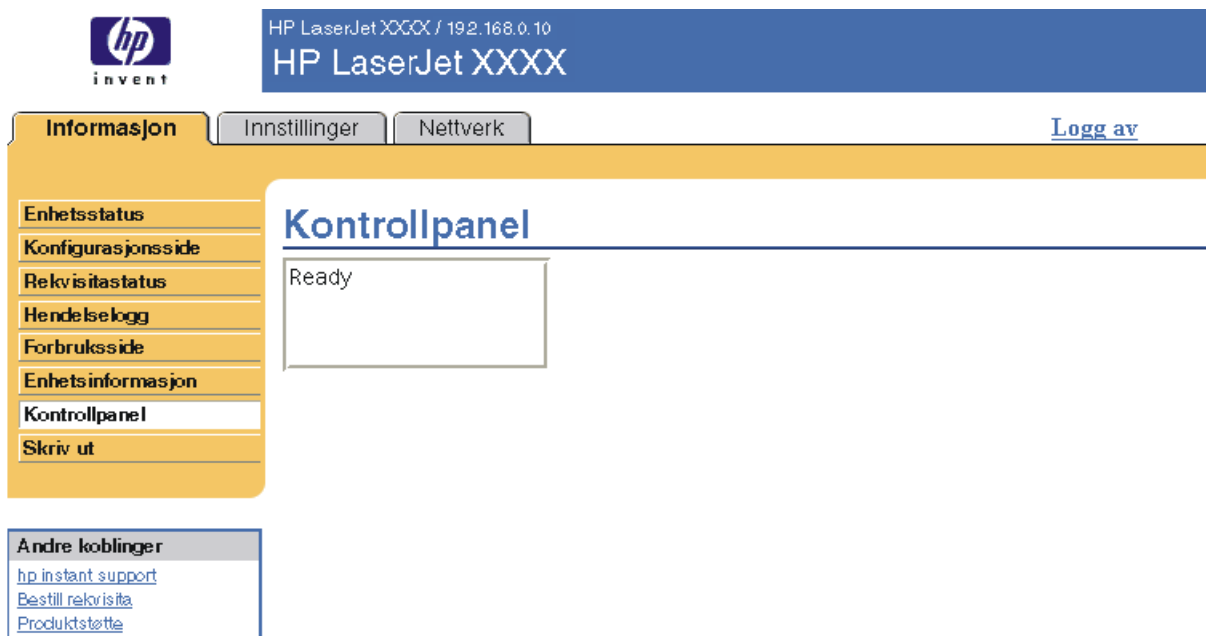 hp
invent
HP LaserJet XXXX / 192.168.0.10
HP LaserJet XXXX
Informasjon
Innstillinger
Nettverk
Logg av
Enhetsstatus
Konfigurasjonsside
Rekvisitastatus
Hendelselogg
Forbruksside
Enhetsinformasjon
Kontrollpanel
Skriv ut
Kontrollpanel
Ready
Andre koblinger
hp instant support
Bestill rekvisita
Produktstøtte